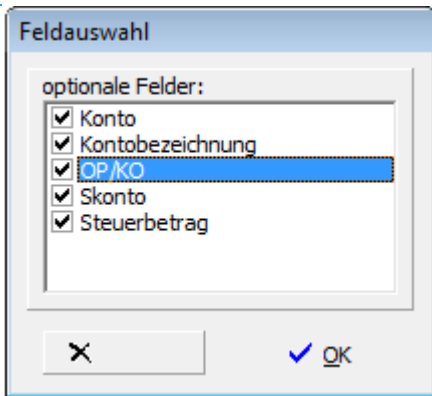 Feldauswahl
optionale Felder:
Konto
Kontobezeichnung
OP/KO
Skonto
Steuerbetrag
OK